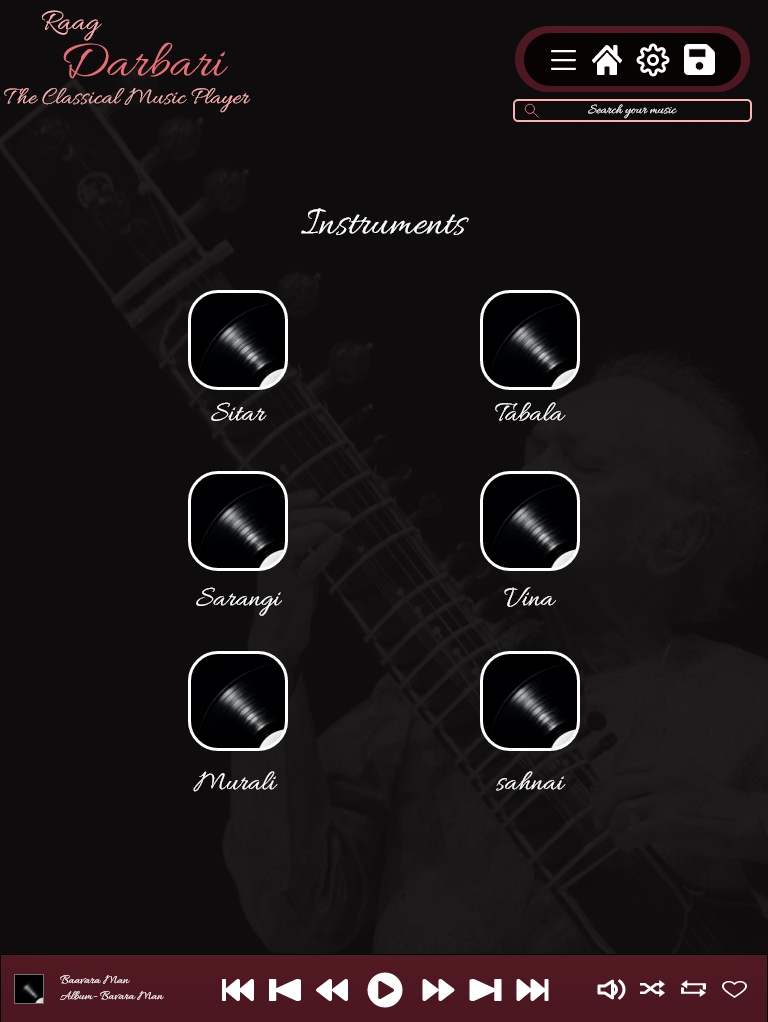 Raag
Darbari
The Classical Music Player
Search your music
Instruments
Sitar
Tabala
Sarangi
Vina
Murali
sahnai
Baavara Man
Album- Bavara Man